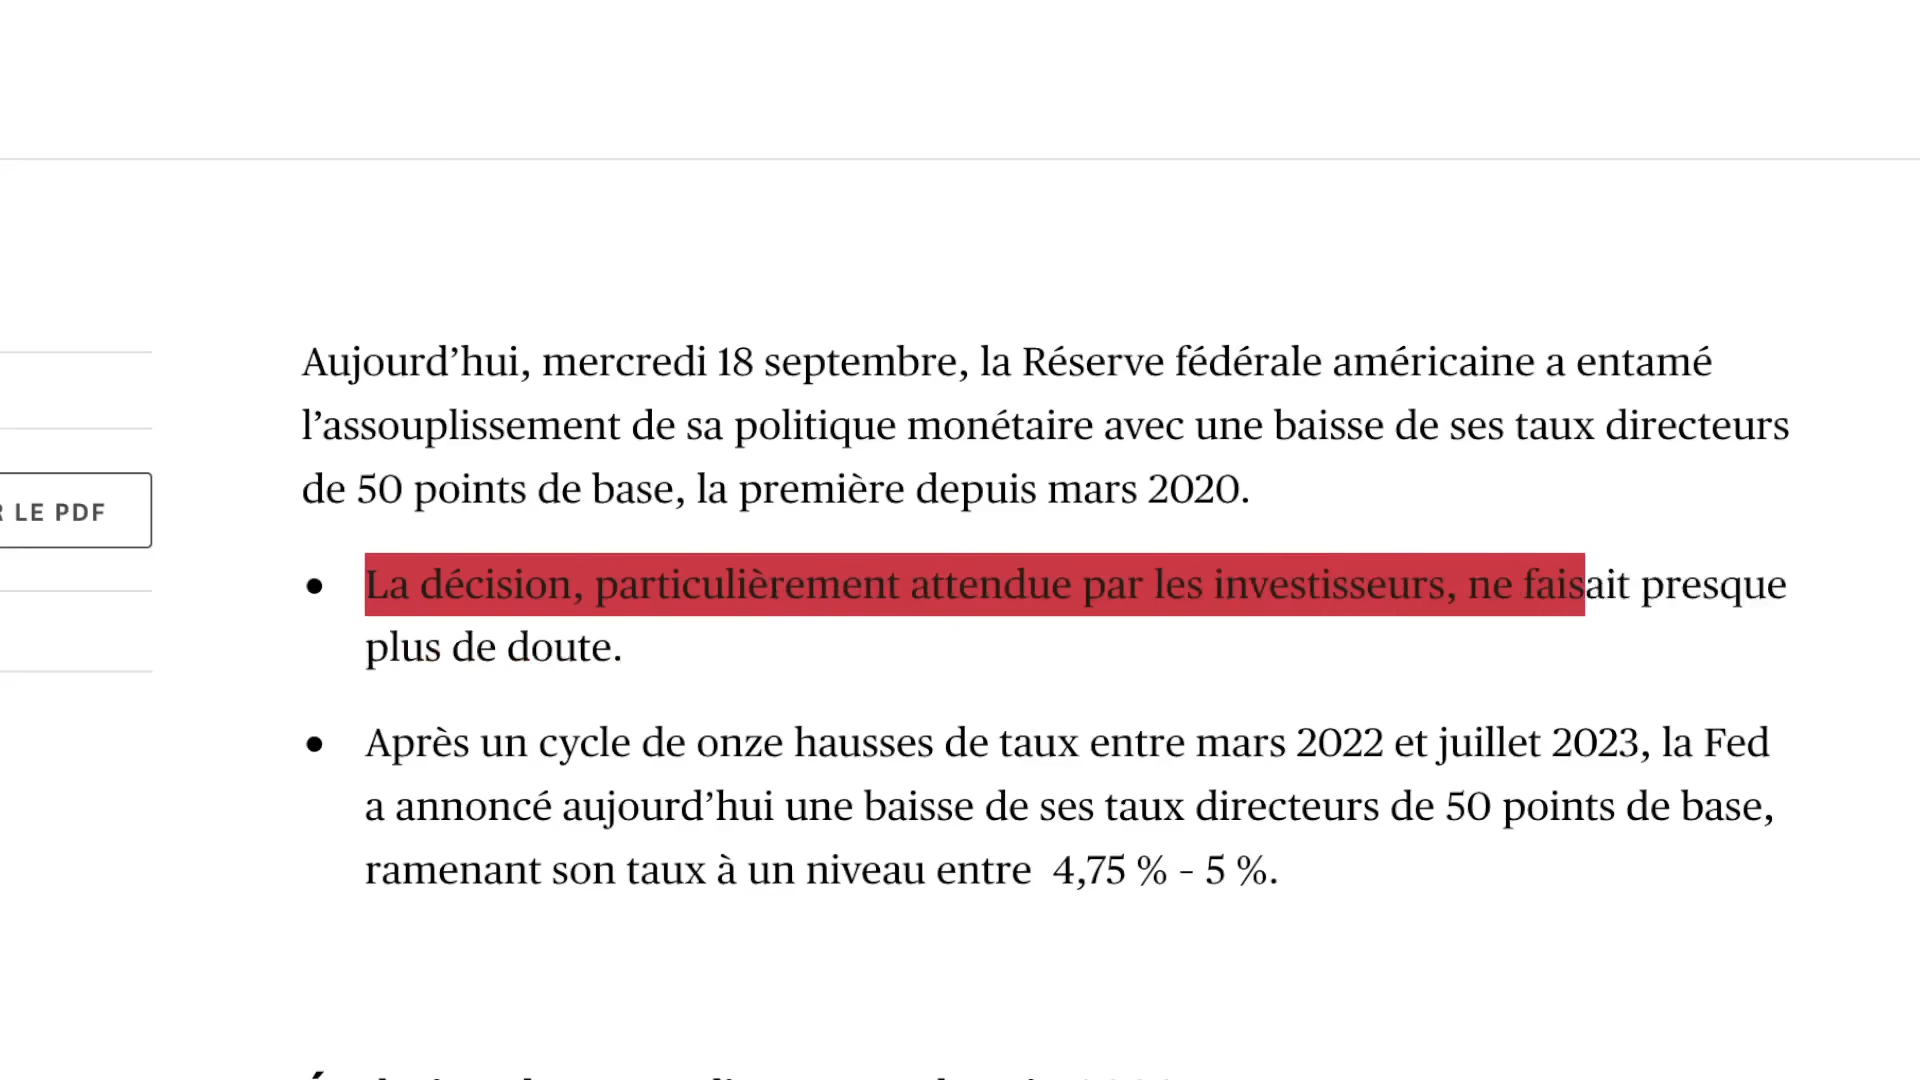 Aujourd’hui, mercredi 18 septembre, la Réserve fédérale américaine a entamé
l’assouplissement de sa politique monétaire avec une baisse de ses taux directeurs
de 50 points de base, la première depuis mars 2020.
LE PDF
• La décision, particulièrement attendue par les investisseurs, ne faisait presque
plus de doute.
• Après un cycle de onze hausses de taux entre mars 2022 et juillet 2023, la Fed
a annoncé aujourd’hui une baisse de ses taux directeurs de 50 points de base,
ramenant son taux à un niveau entre 4,75 % - 5 %.